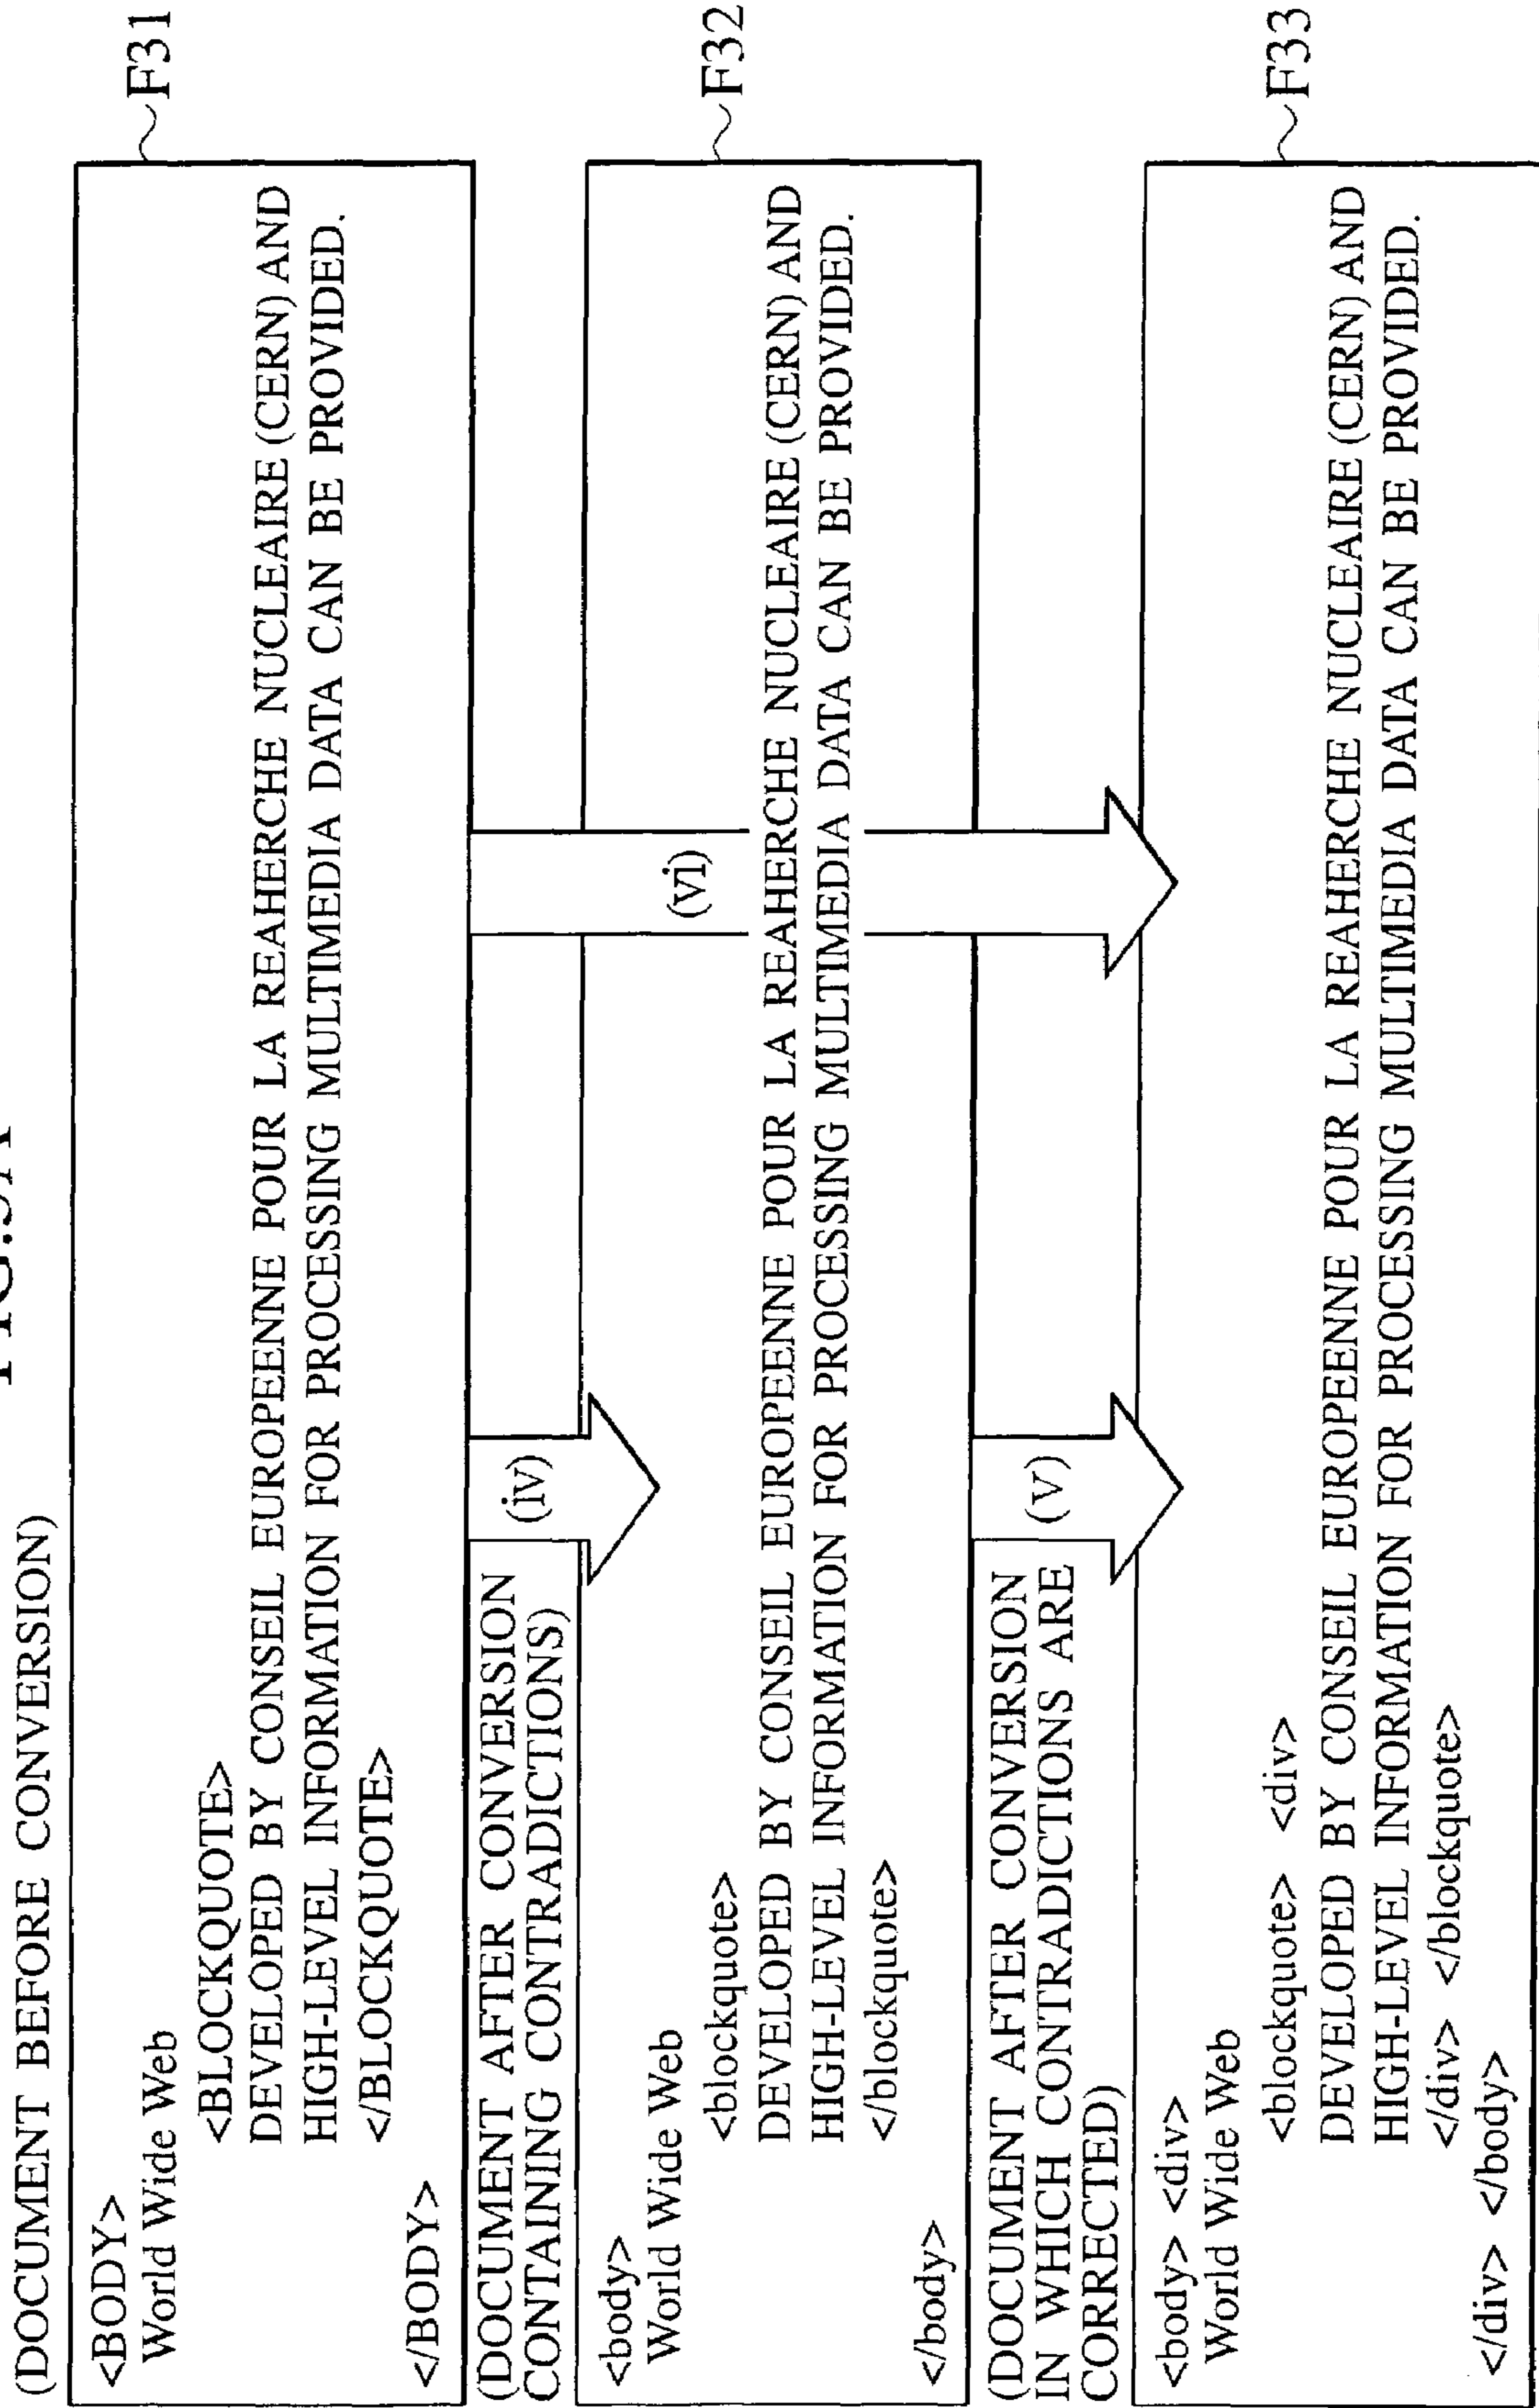 (DOCUMENT BEFORE CONVERSION)
<BODY>
World Wide Web
<BLOCKQUOTE>
DEVELOPED BY CONSEIL EUROPEENNE POUR LA REAHERCHE NUCLEAIRE (CERN) AND
HIGH-LEVEL INFORMATION FOR PROCESSING MULTIMEDIA DATA CAN BE PROVIDED.
</BLOCKQUOTE>
</BODY>
F31
(DOCUMENT AFTER CONVERSION
CONTAINING CONTRADICTIONS)
(iv)
<body>
World Wide Web
(vi)
<blockquote>
DEVELOPED BY CONSEIL EUROPEENNE POUR LA REAHERCHE NUCLEAIRE (CERN) AND
HIGH-LEVEL INFORMATION FOR PROCESSING MULTIMEDIA DATA CAN BE PROVIDED.
</blockquote>
</body>
F32
(DOCUMENT AFTER CONVERSION
IN WHICH CONTRADICTIONS ARE
CORRECTED)
(v)
<body> <div>
World Wide Web
<blockquote> <div>
DEVELOPED BY CONSEIL EUROPEENNE POUR LA REAHERCHE NUCLEAIRE (CERN) AND
HIGH-LEVEL INFORMATION FOR PROCESSING MULTIMEDIA DATA CAN BE PROVIDED.
</div> </blockquote>
</div> </body>
F33